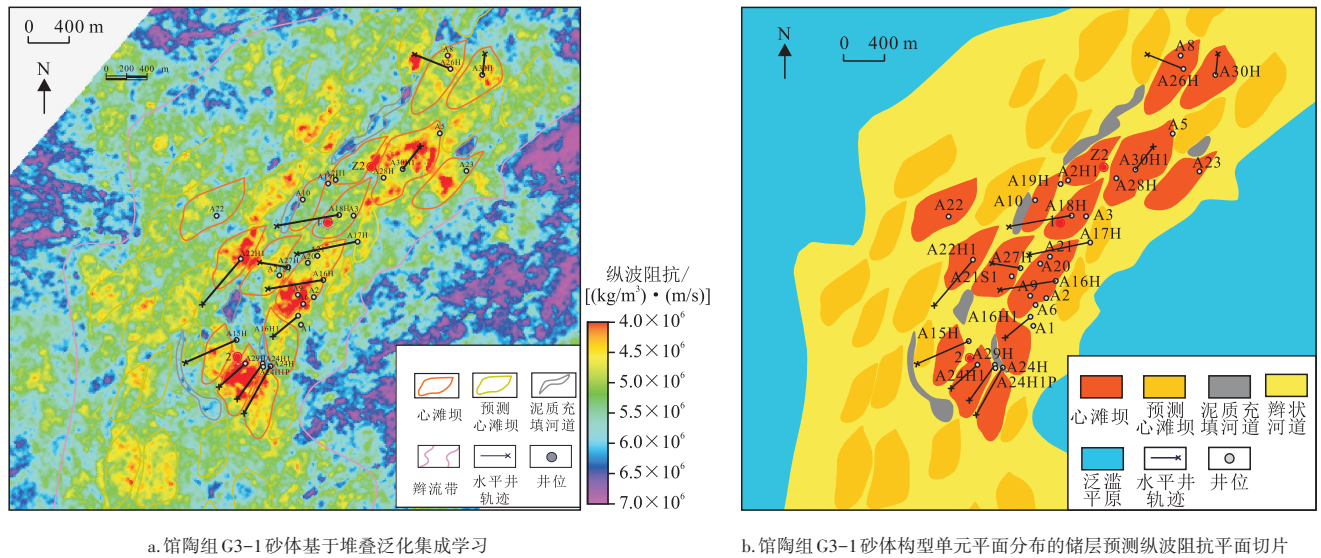 0 400 m
0 200 400 m
N
A8
A26H
A30H
A5
Z2
A30H1
A23
A28H
A10
A22
A18H
A3
A17H
A22H1
A27H
A20
A16H
A2
A16H1
A1
A15H
2
A29H
A24H1
A24H
A24H1P
心滩坝
预测
心滩坝
泥质充
填河道
辫流带
水平井
轨迹
井位
纵波阻抗/
[(kg/m³)·(m/s)]
4.0×10⁶
4.5×10⁶
5.0×10⁶
5.5×10⁶
6.0×10⁶
6.5×10⁶
7.0×10⁶
a.馆陶组G3-1砂体基于堆叠泛化集成学习
N
0 400 m
A8
A26H
A30H
A5
Z2
A30H1
A23
A2H1
A19H
A28H
A10
A22
A18H
1
A3
A17H
A22H1
A21
A27H
A20
A21S1
A16H
A9
A2
A6
A16H1
A1
A15H
2
A29H
A24H1
A24H
A24H1P
心滩坝
预测
心滩坝
泥质充
填河道
辫状
河道
泛滥
平原
水平井
轨迹
井位
b.馆陶组G3-1砂体构型单元平面分布的储层预测纵波阻抗平面切片